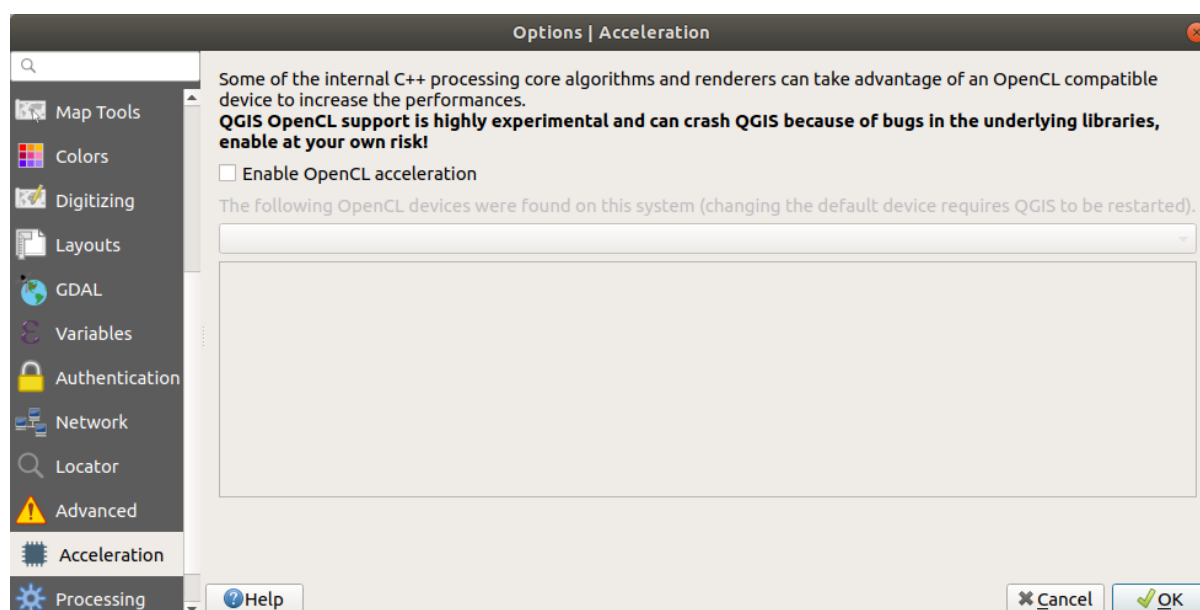 Options | Acceleration
Map Tools
Colors
Digitizing
Layouts
GDAL
Variables
Authentication
Network
Locator
Advanced
Acceleration
Processing
Some of the internal C++ processing core algorithms and renderers can take advantage of an OpenCL compatible
device to increase the performances.
QGIS OpenCL support is highly experimental and can crash QGIS because of bugs in the underlying libraries,
enable at your own risk!
Enable OpenCL acceleration
The following OpenCL devices were found on this system (changing the default device requires QGIS to be restarted).
Help
Cancel
OK